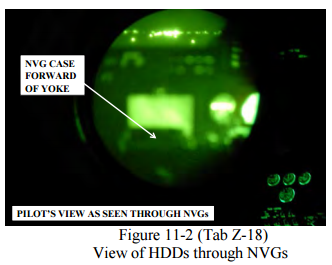 NVG CASE
FORWARD
OF YOKE
PILOT'S VIEW AS SEEN THROUGH NVGs
Figure 11-2 (Tab Z-18)
View of HDDs through NVGs